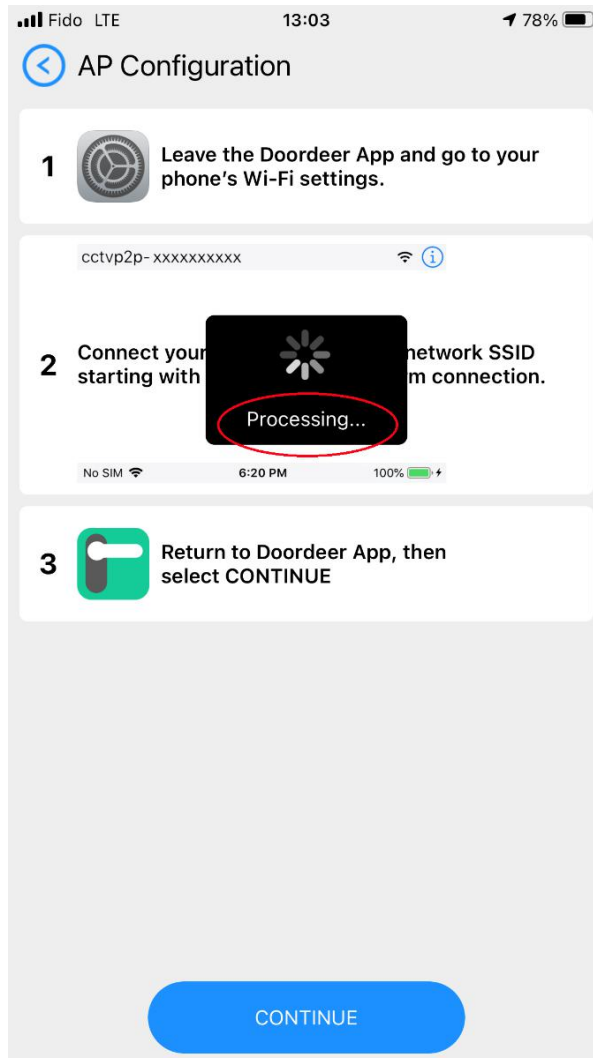 Fido LTE 13:03 78%
AP Configuration
1 Leave the Doordeer App and go to your
phone's Wi-Fi settings.
cctvp2p-xxxxxxxxxx
2 Connect your network SSID
starting with m connection.
Processing...
No SIM 6:20 PM 100%
3 Return to Doordeer App, then
select CONTINUE
CONTINUE